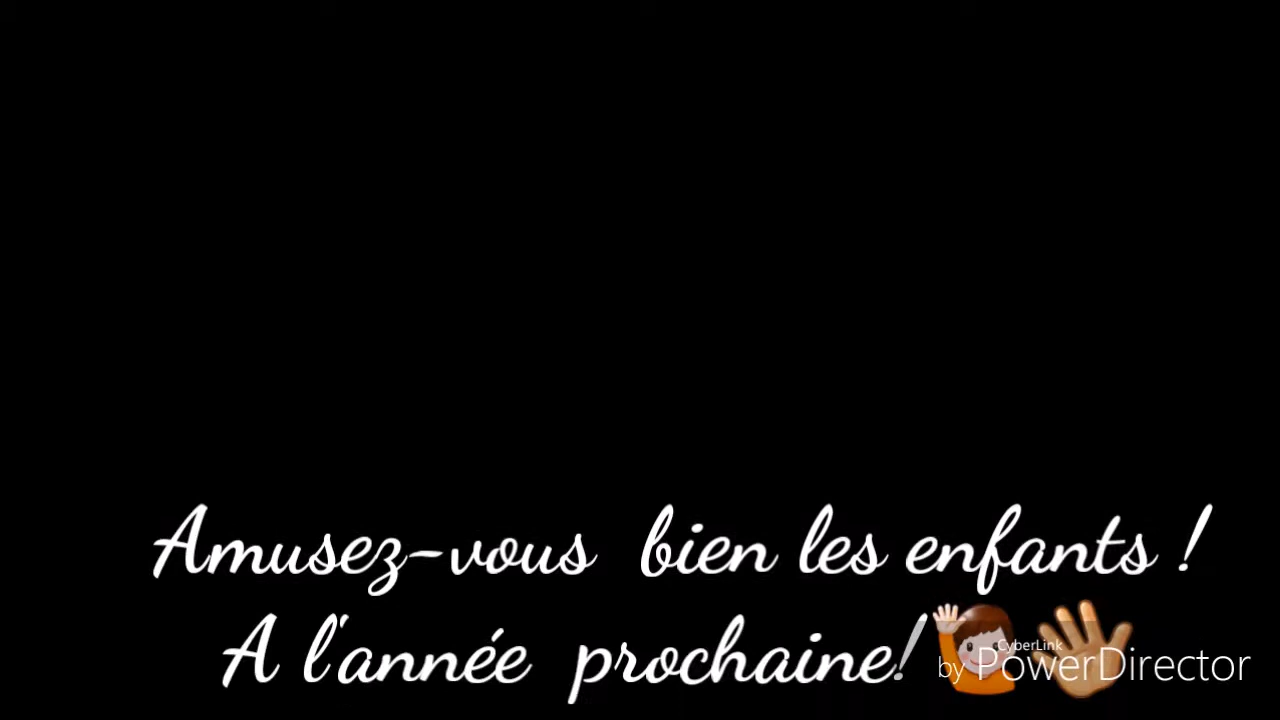 Amusez-vous bien les enfants !
A l'année prochaine! 🙋👋
CyberLink
by PowerDirector